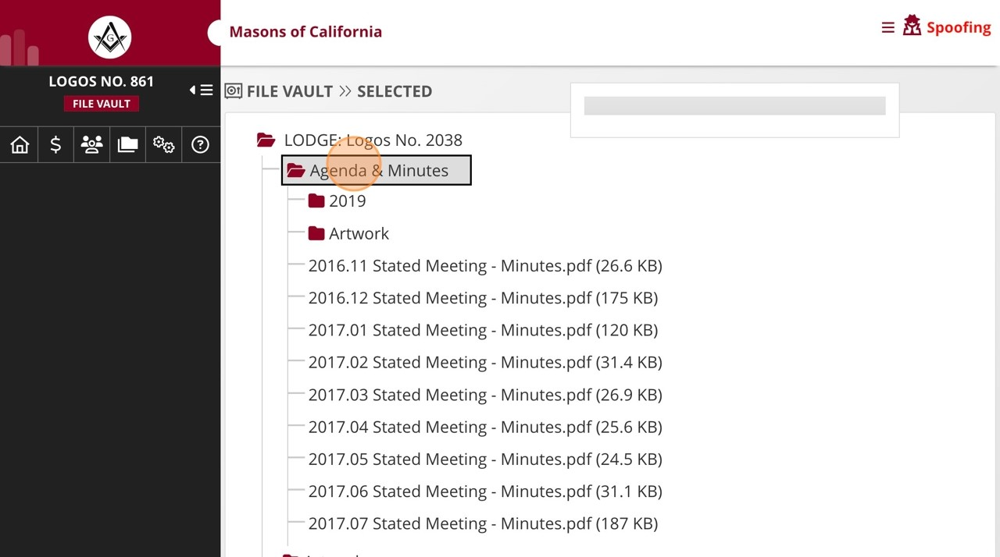 G
Masons of California
Spoofing
LOGOS NO. 861
FILE VAULT
FILE VAULT >> SELECTED
LODGE: Logos No. 2038
Agenda & Minutes
2019
Artwork
2016.11 Stated Meeting - Minutes.pdf (26.6 KB)
2016.12 Stated Meeting - Minutes.pdf (175 KB)
2017.01 Stated Meeting - Minutes.pdf (120 KB)
2017.02 Stated Meeting - Minutes.pdf (31.4 KB)
2017.03 Stated Meeting - Minutes.pdf (26.9 KB)
2017.04 Stated Meeting - Minutes.pdf (25.6 KB)
2017.05 Stated Meeting - Minutes.pdf (24.5 KB)
2017.06 Stated Meeting - Minutes.pdf (31.1 KB)
2017.07 Stated Meeting - Minutes.pdf (187 KB)